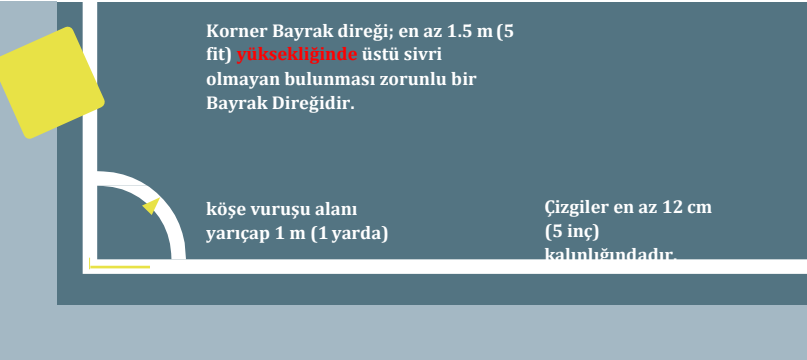 Korner Bayrak direği; en az 1.5 m (5
fit) yüksekliğinde üstü sivri
olmayan bulunması zorunlu bir
Bayrak Direğidir.
köşe vuruşu alanı
yarıçap 1 m (1 yarda)
Çizgiler en az 12 cm
(5 inç)
kalınlığındadır.